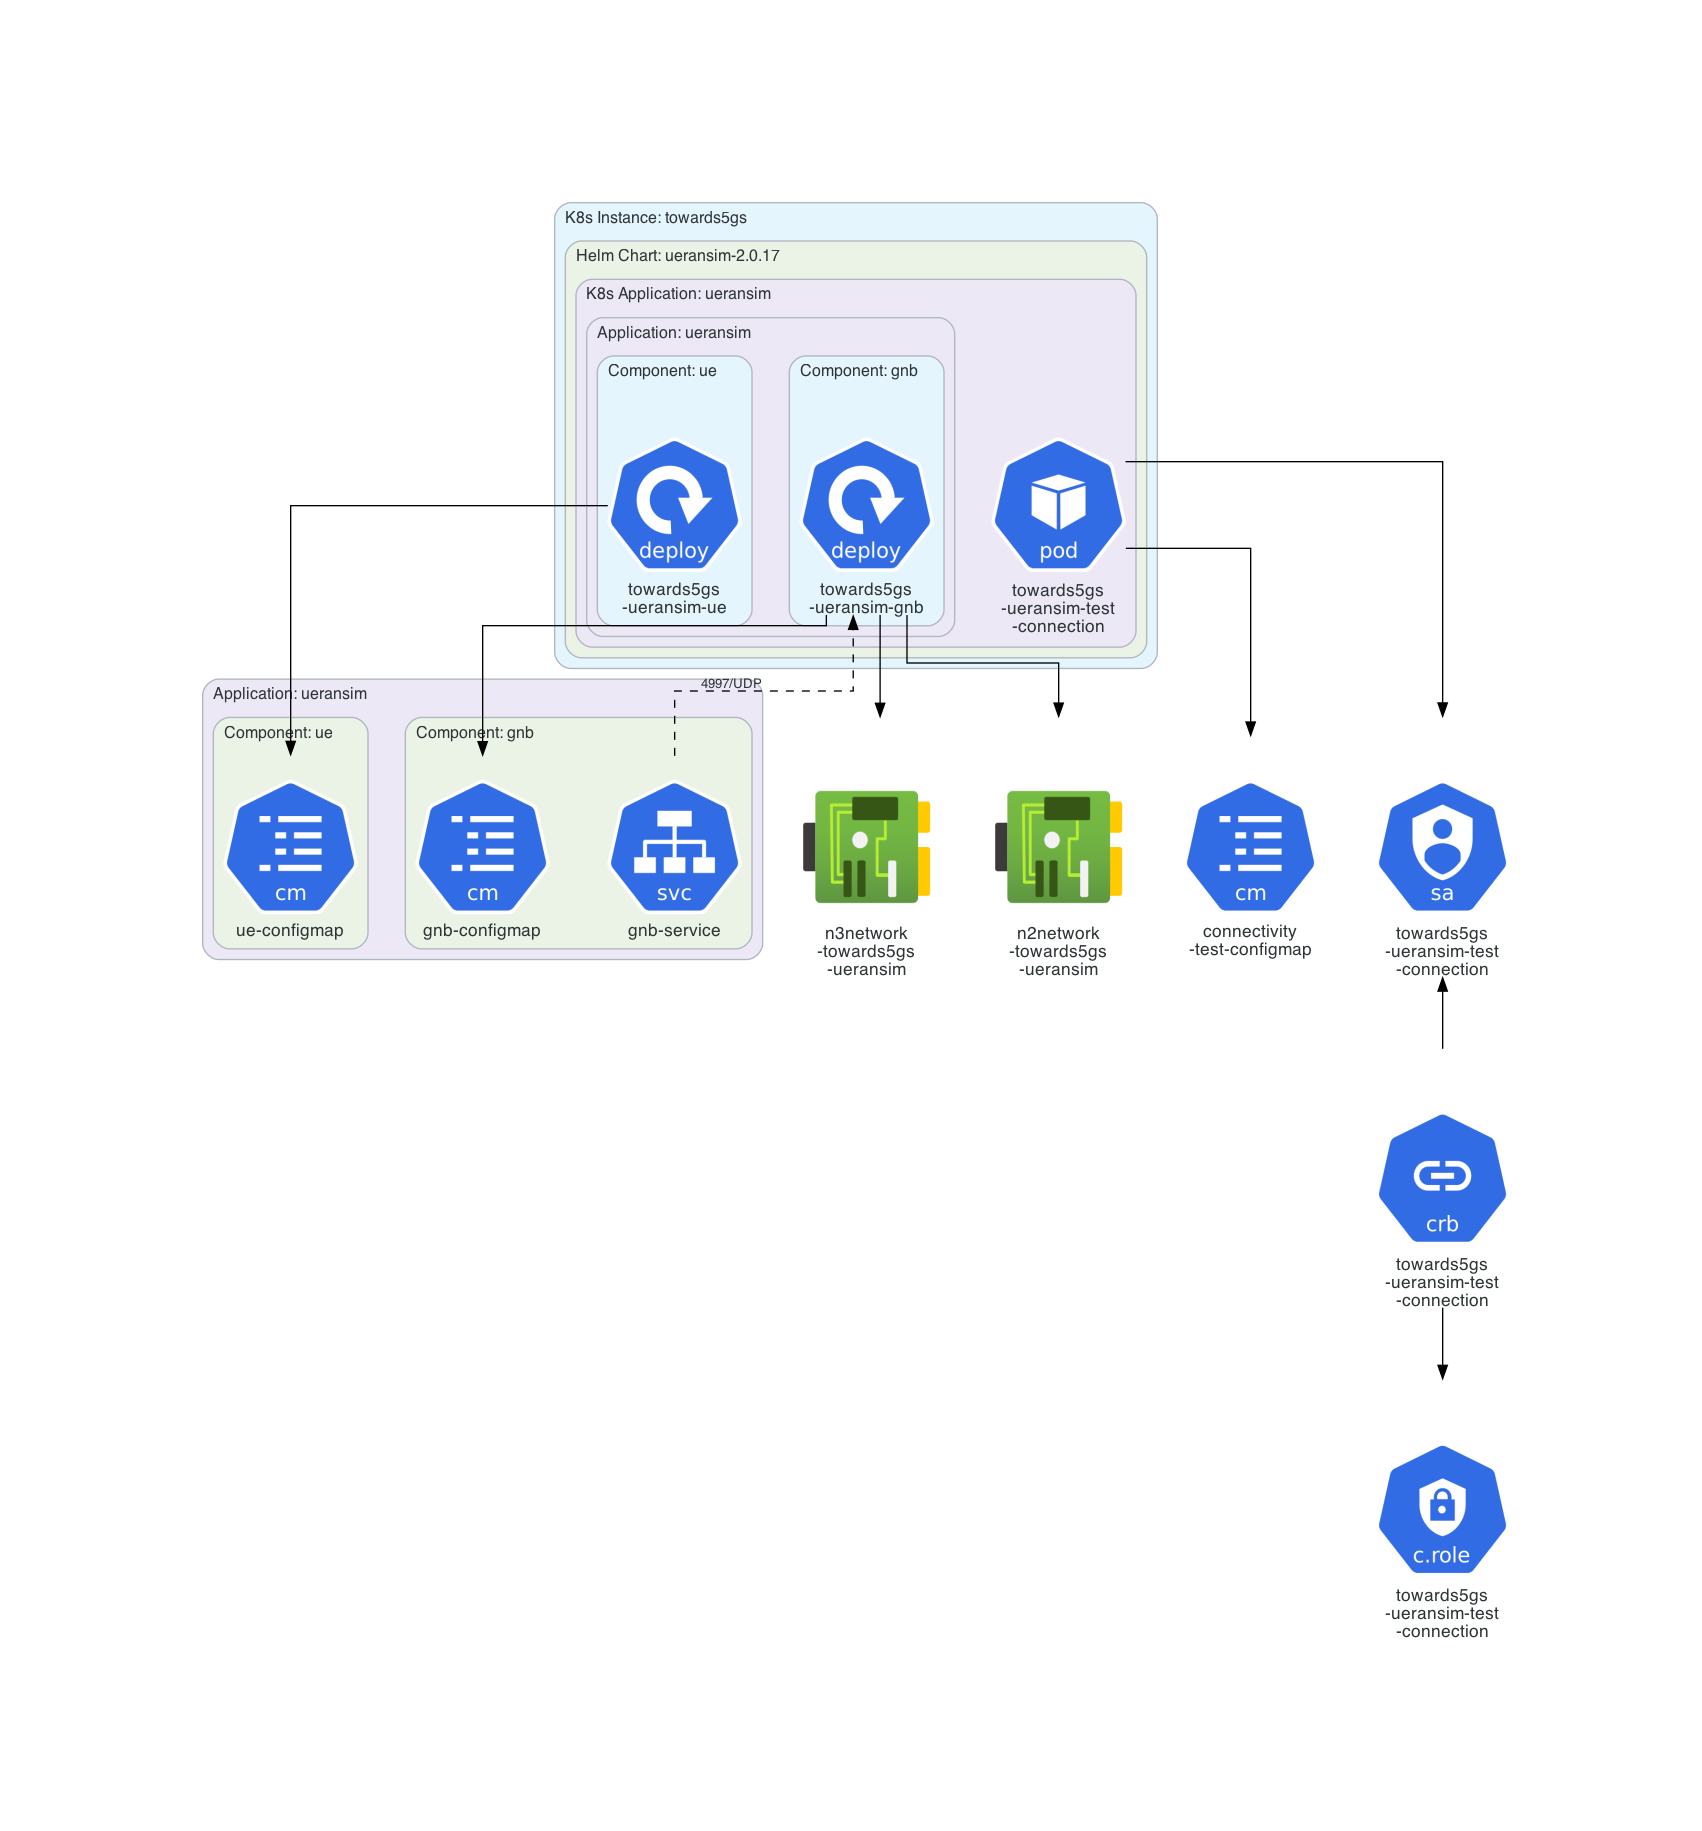 K8s Instance: towards5gs
Helm Chart: ueransim-2.0.17
K8s Application: ueransim
Application: ueransim
Component: ue
Component: gnb
deploy
towards5gs
-ueransim-ue
deploy
towards5gs
-ueransim-gnb
pod
towards5gs
-ueransim-test
-connection
4997/UDP
Application: ueransim
Component: ue
Component: gnb
cm
ue-configmap
cm
gnb-configmap
svc
gnb-service
n3network
-towards5gs
-ueransim
n2network
-towards5gs
-ueransim
cm
connectivity
-test-configmap
sa
towards5gs
-ueransim-test
-connection
crb
towards5gs
-ueransim-test
-connection
c.role
towards5gs
-ueransim-test
-connection